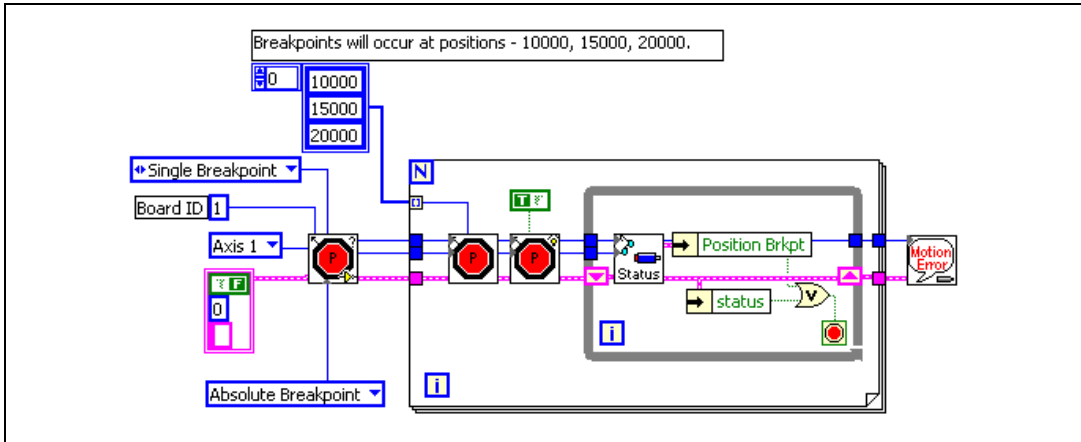 Breakpoints will occur at positions - 10000, 15000, 20000.
0
10000
15000
20000
Single Breakpoint
N
Board ID 1
T
Axis 1
P
?
P
P
Position Brkpt
Motion
Error
Status
F
status
V
0
i
i
Absolute Breakpoint